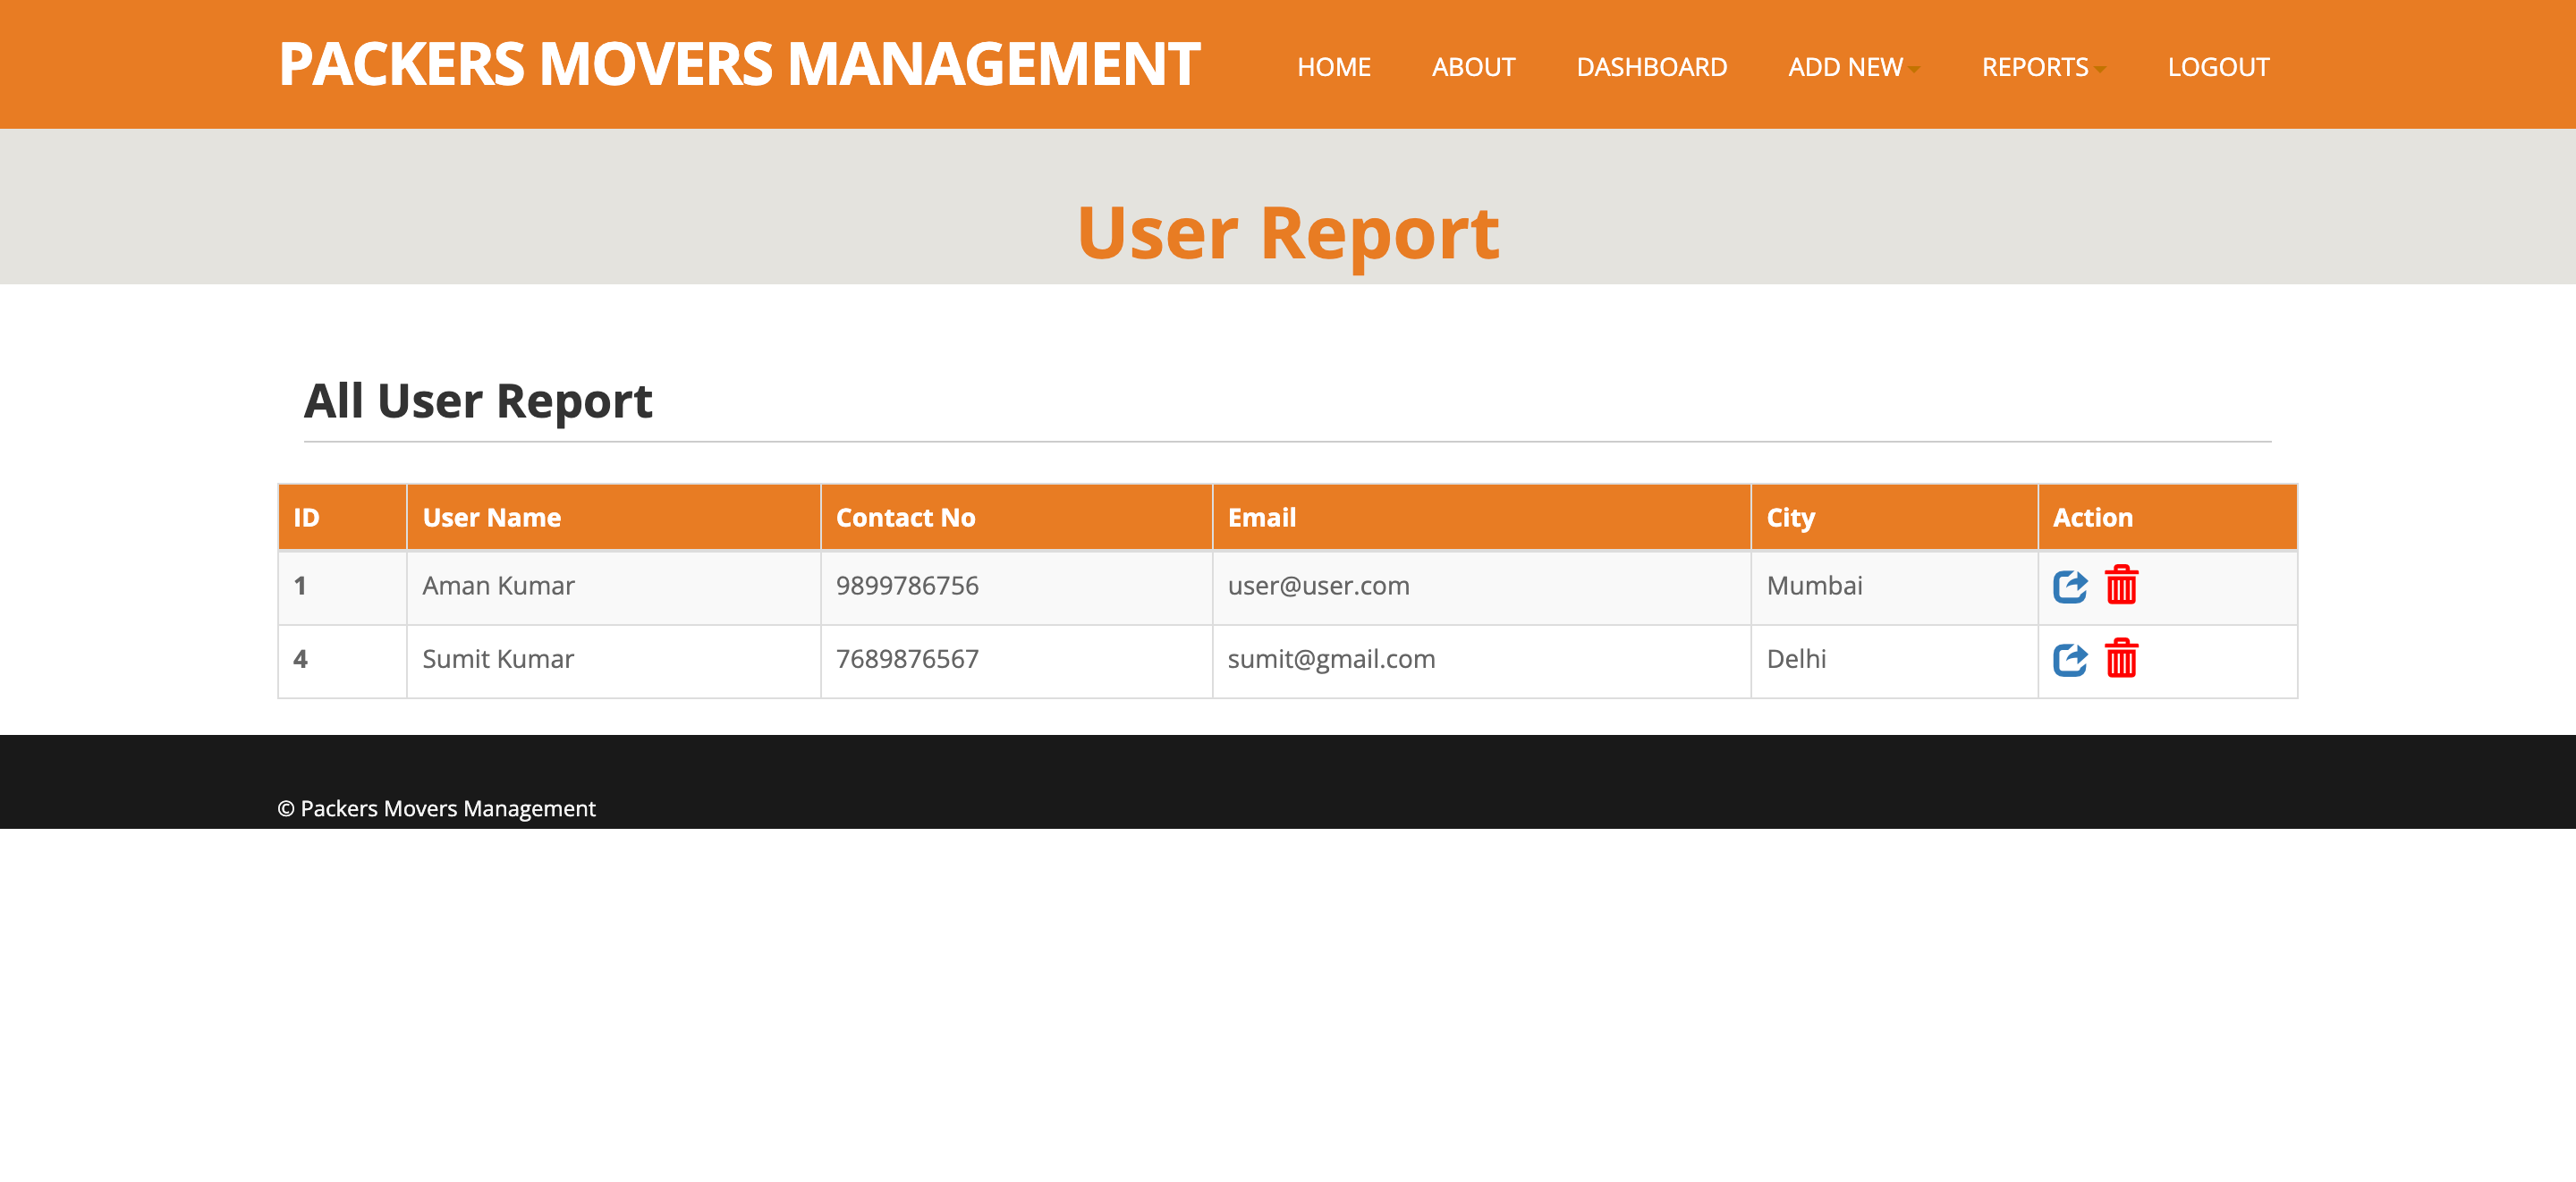 PACKERS MOVERS MANAGEMENT HOME ABOUT DASHBOARD ADD NEW REPORTS LOGOUT
User Report
All User Report
ID User Name Contact No Email City Action
1 Aman Kumar 9899786756 user@user.com Mumbai
4 Sumit Kumar 7689876567 sumit@gmail.com Delhi
© Packers Movers Management